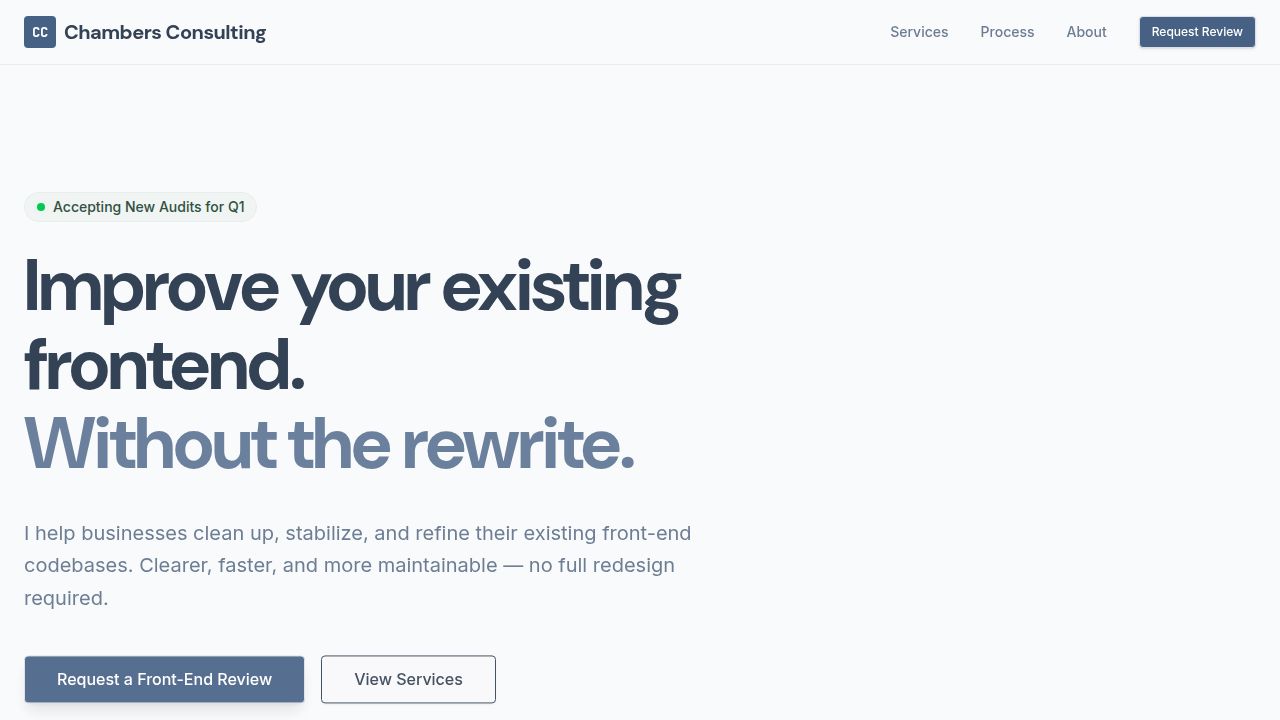 CC Chambers Consulting
Services Process About Request Review
Accepting New Audits for Q1
Improve your existing
frontend.
Without the rewrite.
I help businesses clean up, stabilize, and refine their existing front-end
codebases. Clearer, faster, and more maintainable — no full redesign
required.
Request a Front-End Review View Services